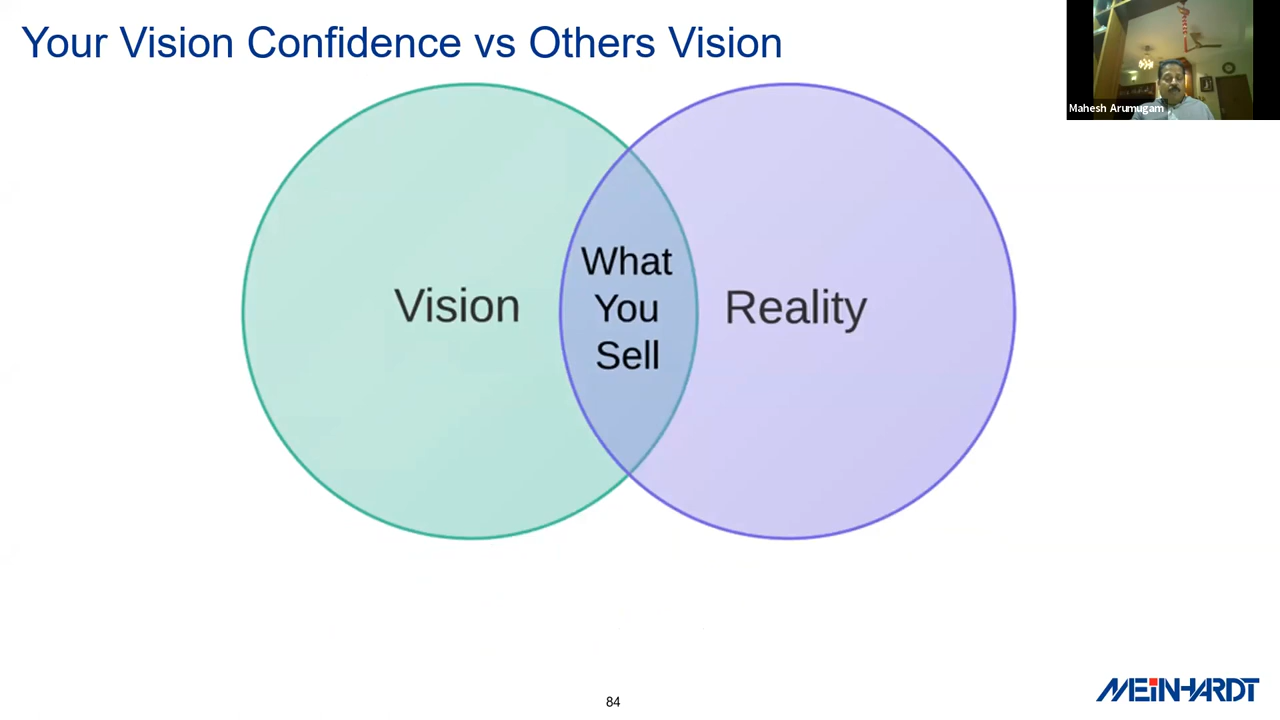 Your Vision Confidence vs Others Vision
Mahesh Arumugam
Vision
What
You
Sell
Reality
84
MEINHARDT